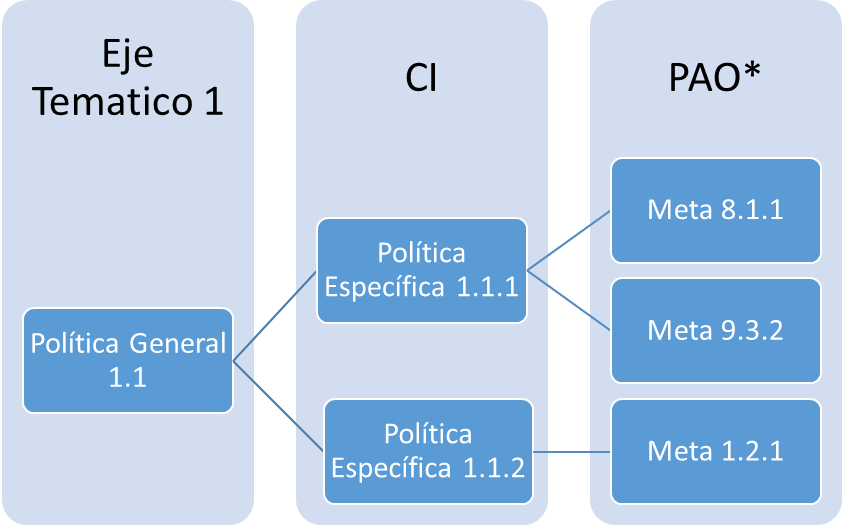 Eje
Tematico 1
CI
PAO*
Política General
1.1
Política
Específica 1.1.1
Política
Específica 1.1.2
Meta 8.1.1
Meta 9.3.2
Meta 1.2.1